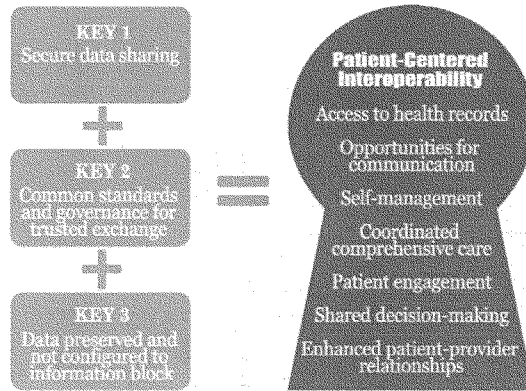 KEY 1
Secure data sharing
+
KEY 2
Common standards
and governance for
trusted exchange
+
KEY 3
Data preserved and
not configured to
information block
=
Patient-Centered
Interoperability
Access to health records
Opportunities for
communication
Self-management
Coordinated
comprehensive care
Patient engagement
Shared decision-making
Enhanced patient-provider
relationships